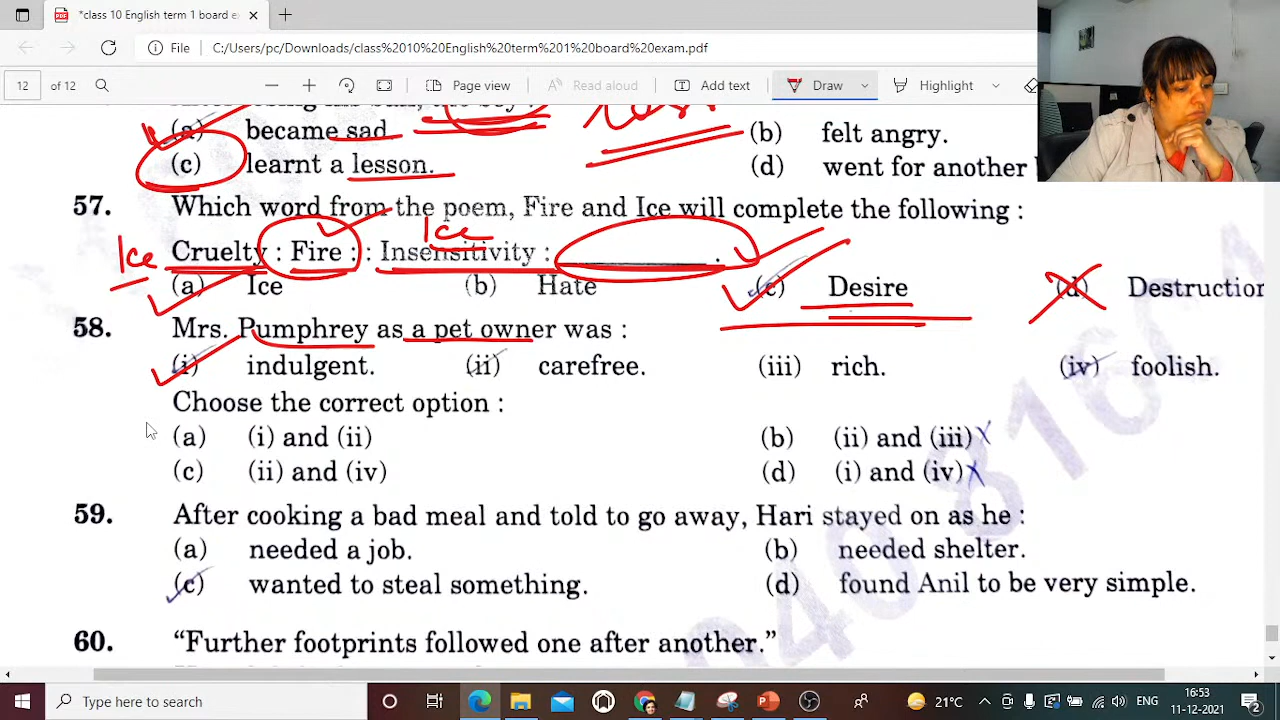 *class 10 English term 1 board e
File C:/Users/pc/Downloads/class%2010%20English%20term%201%20board%20exam.pdf
12 of 12 Page view Read aloud Add text Draw Highlight
(a) became sad (b) felt angry.
(c) learnt a lesson. (d) went for another
57. Which word from the poem, Fire and Ice will complete the following :
Ice
Ice Cruelty : Fire : : Insensitivity : ____________ .
(a) Ice (b) Hate (c) Desire (d) Destruction
58. Mrs. Pumphrey as a pet owner was :
(i) indulgent. (ii) carefree. (iii) rich. (iv) foolish.
Choose the correct option :
(a) (i) and (ii) (b) (ii) and (iii)
(c) (ii) and (iv) (d) (i) and (iv)
59. After cooking a bad meal and told to go away, Hari stayed on as he :
(a) needed a job. (b) needed shelter.
(c) wanted to steal something. (d) found Anil to be very simple.
60. “Further footprints followed one after another.”
Type here to search 21°C ENG 16:53
11-12-2021